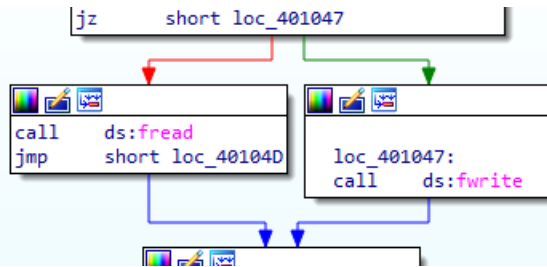 jz short loc_401047
call ds:fread
jmp short loc_40104D
loc_401047:
call ds:fwrite